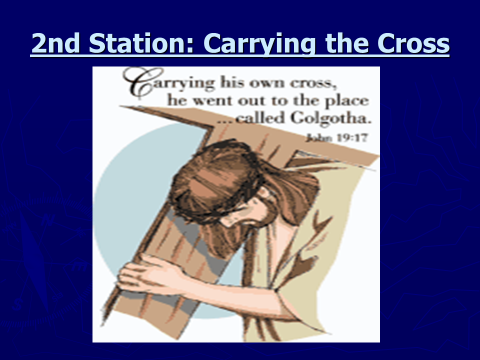 2nd Station: Carrying the Cross
Carrying his own cross,
he went out to the place
...called Golgotha.
John 19:17